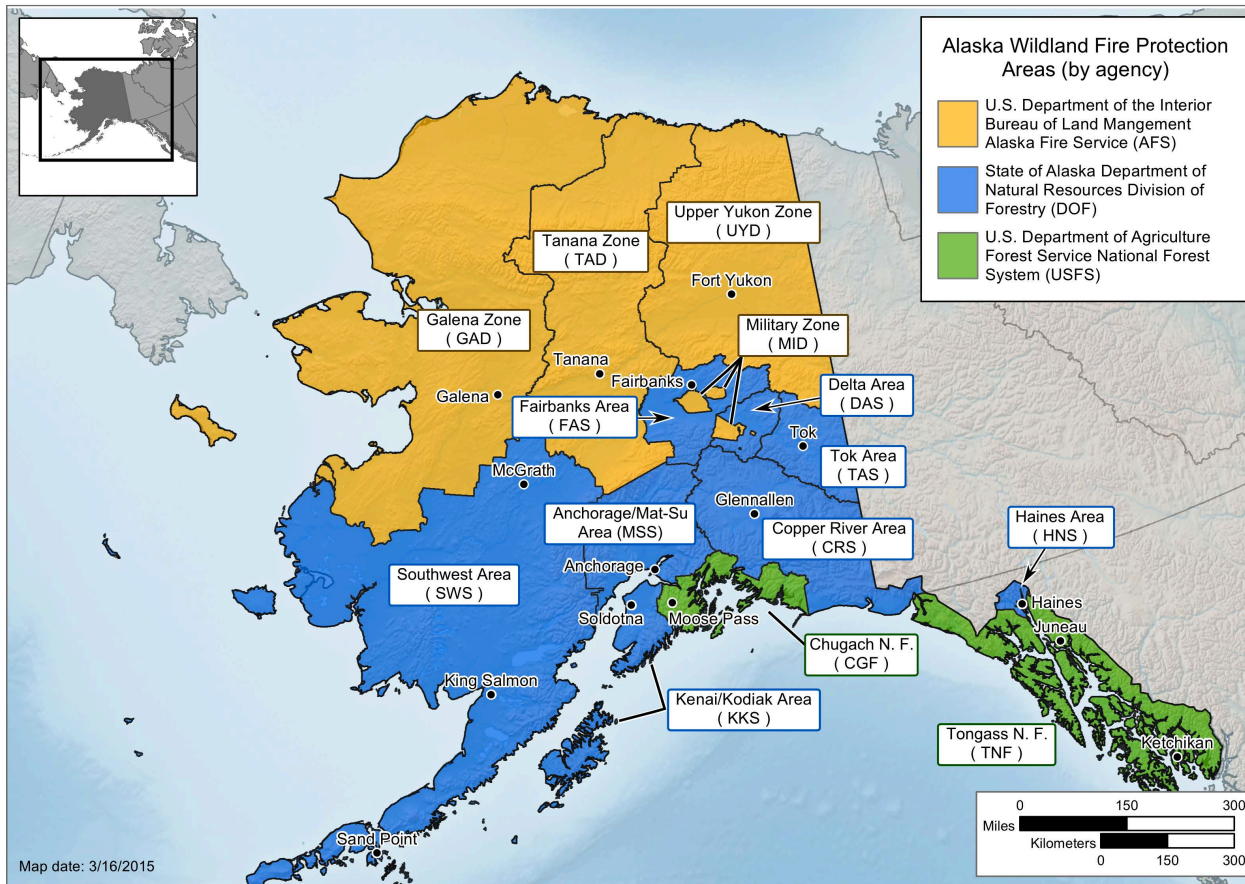 Alaska Wildland Fire Protection
Areas (by agency)
U.S. Department of the Interior
Bureau of Land Mangement
Alaska Fire Service (AFS)
State of Alaska Department of
Natural Resources Division of
Forestry (DOF)
U.S. Department of Agriculture
Forest Service National Forest
System (USFS)
Upper Yukon Zone
( UYD )
Tanana Zone
( TAD )
Fort Yukon
Galena Zone
( GAD )
Military Zone
( MID )
Tanana
Fairbanks
Galena
Delta Area
( DAS )
Fairbanks Area
( FAS )
Tok
Tok Area
( TAS )
McGrath
Glennallen
Anchorage/Mat-Su
Area (MSS)
Copper River Area
( CRS )
Haines Area
( HNS )
Anchorage
Southwest Area
( SWS )
Soldotna
Moose Pass
Haines
Juneau
Chugach N. F.
( CGF )
King Salmon
Kenai/Kodiak Area
( KKS )
Tongass N. F.
( TNF )
Ketchikan
Sand Point
0 150 300
Miles
Kilometers
0 150 300
Map date: 3/16/2015